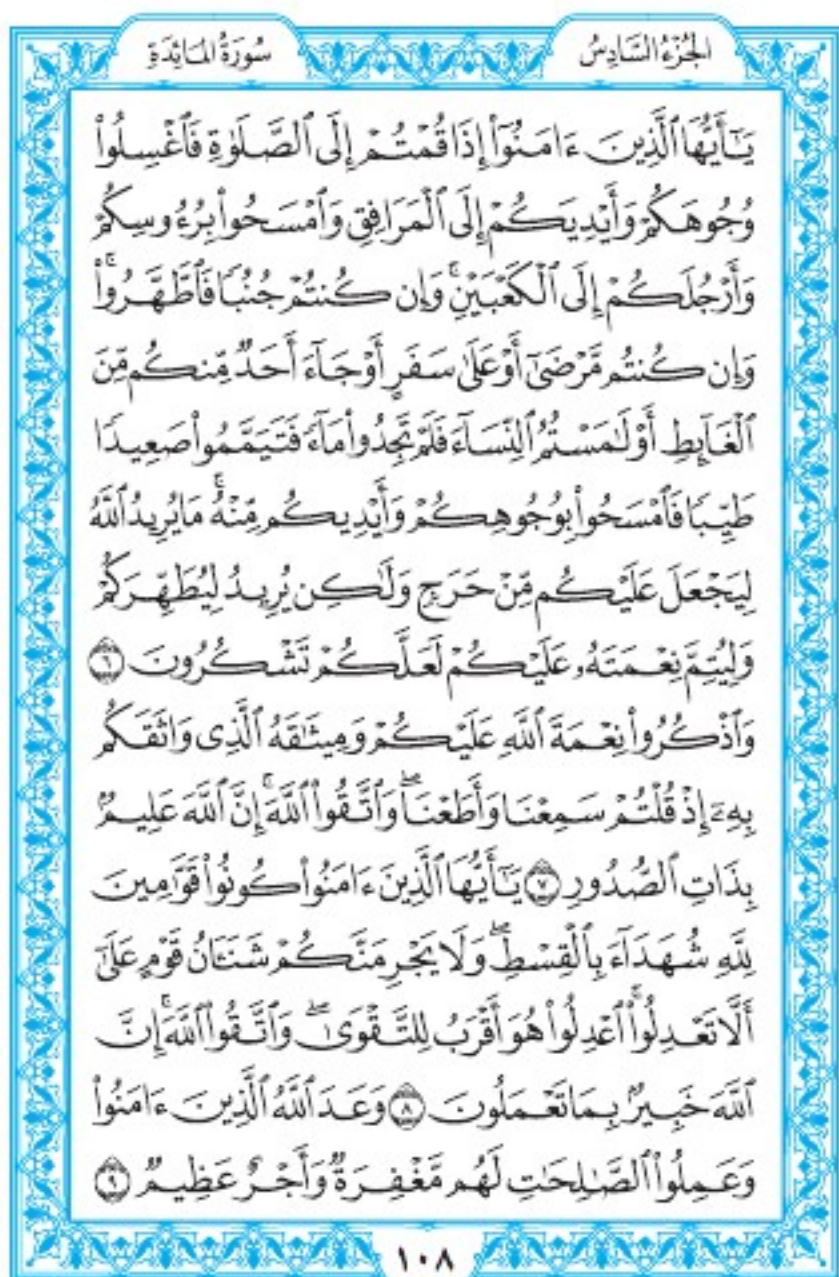 الجُزْءُ السَّادِسُ
سُورَةُ المَائِدَةِ
يَـٰٓأَيُّهَا ٱلَّذِينَ ءَامَنُوٓاْ إِذَا قُمْتُمْ إِلَى ٱلصَّلَوٰةِ فَٱغْسِلُواْ
وُجُوهَكُمْ وَأَيْدِيَكُمْ إِلَى ٱلْمَرَافِقِ وَٱمْسَحُواْ بِرُءُوسِكُمْ
وَأَرْجُلَكُمْ إِلَى ٱلْكَعْبَيْنِۚ وَإِن كُنتُمْ جُنُبًا فَٱطَّهَّرُواْۚ
وَإِن كُنتُم مَّرْضَىٰٓ أَوْ عَلَىٰ سَفَرٍ أَوْ جَآءَ أَحَدٌ مِّنكُم مِّنَ
ٱلْغَآئِطِ أَوْ لَـٰمَسْتُمُ ٱلنِّسَآءَ فَلَمْ تَجِدُواْ مَآءً فَتَيَمَّمُواْ صَعِيدًا
طَيِّبًا فَٱمْسَحُواْ بِوُجُوهِكُمْ وَأَيْدِيكُم مِّنْهُۚ مَا يُرِيدُ ٱللَّهُ
لِيَجْعَلَ عَلَيْكُم مِّنْ حَرَجٍ وَلَـٰكِن يُرِيدُ لِيُطَهِّرَكُمْ
وَلِيُتِمَّ نِعْمَتَهُۥ عَلَيْكُمْ لَعَلَّكُمْ تَشْكُرُونَ ٦
وَٱذْكُرُواْ نِعْمَةَ ٱللَّهِ عَلَيْكُمْ وَمِيثَـٰقَهُ ٱلَّذِى وَاثَقَكُم
بِهِۦٓ إِذْ قُلْتُمْ سَمِعْنَا وَأَطَعْنَاۖ وَٱتَّقُواْ ٱللَّهَۚ إِنَّ ٱللَّهَ عَلِيمٌۢ
بِذَاتِ ٱلصُّدُورِ ٧ يَـٰٓأَيُّهَا ٱلَّذِينَ ءَامَنُواْ كُونُواْ قَوَّٰمِينَ
لِلَّهِ شُهَدَآءَ بِٱلْقِسْطِۖ وَلَا يَجْرِمَنَّكُمْ شَنَـَٔانُ قَوْمٍ عَلَىٰٓ
أَلَّا تَعْدِلُواْۚ ٱعْدِلُواْ هُوَ أَقْرَبُ لِلتَّقْوَىٰۖ وَٱتَّقُواْ ٱللَّهَۚ إِنَّ
ٱللَّهَ خَبِيرٌۢ بِمَا تَعْمَلُونَ ٨ وَعَدَ ٱللَّهُ ٱلَّذِينَ ءَامَنُواْ
وَعَمِلُواْ ٱلصَّـٰلِحَـٰتِ لَهُم مَّغْفِرَةٌ وَأَجْرٌ عَظِيمٌ ٩
١٠٨